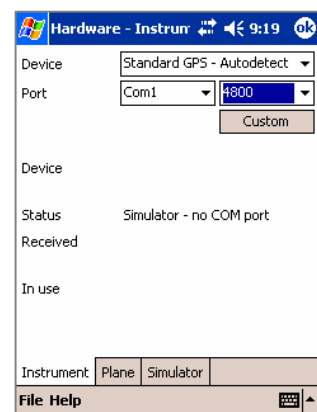 Hardware - Instrun 9:19 ok
Device Standard GPS - Autodetect
Port Com1 4800
Custom
Device
Status Simulator - no COM port
Received
In use
Instrument Plane Simulator
File Help